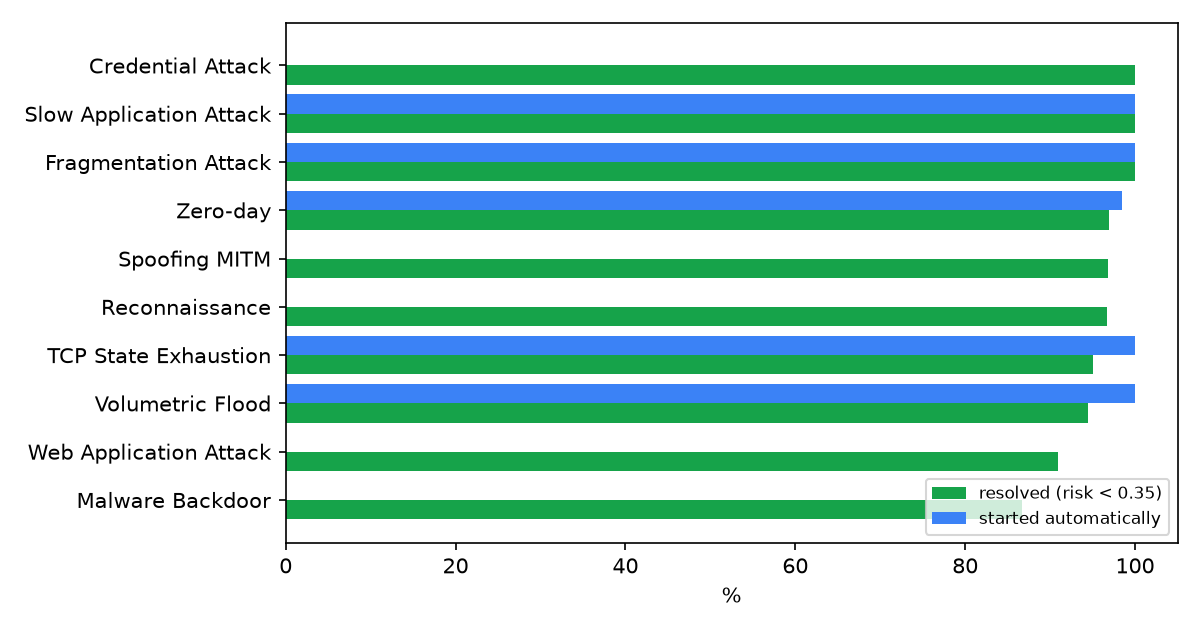 Credential Attack
Slow Application Attack
Fragmentation Attack
Zero-day
Spoofing MITM
Reconnaissance
TCP State Exhaustion
Volumetric Flood
Web Application Attack
Malware Backdoor
resolved (risk < 0.35)
started automatically
0 20 40 60 80 100
%